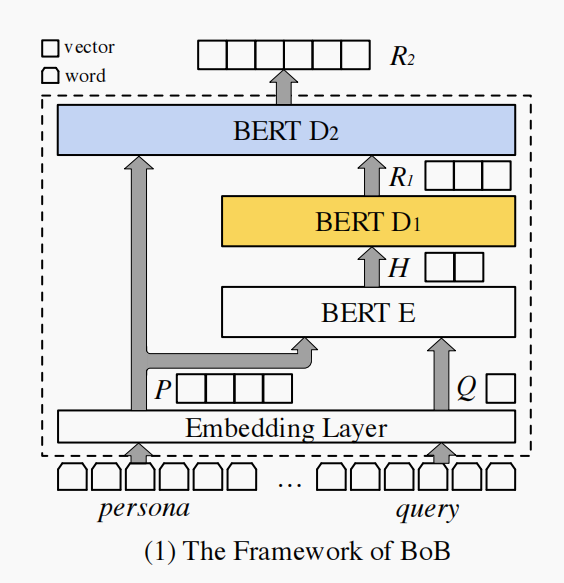 vector
word
R2
BERT D2
R1
BERT D1
H
BERT E
P
Q
Embedding Layer
...
persona
query
(1) The Framework of BoB